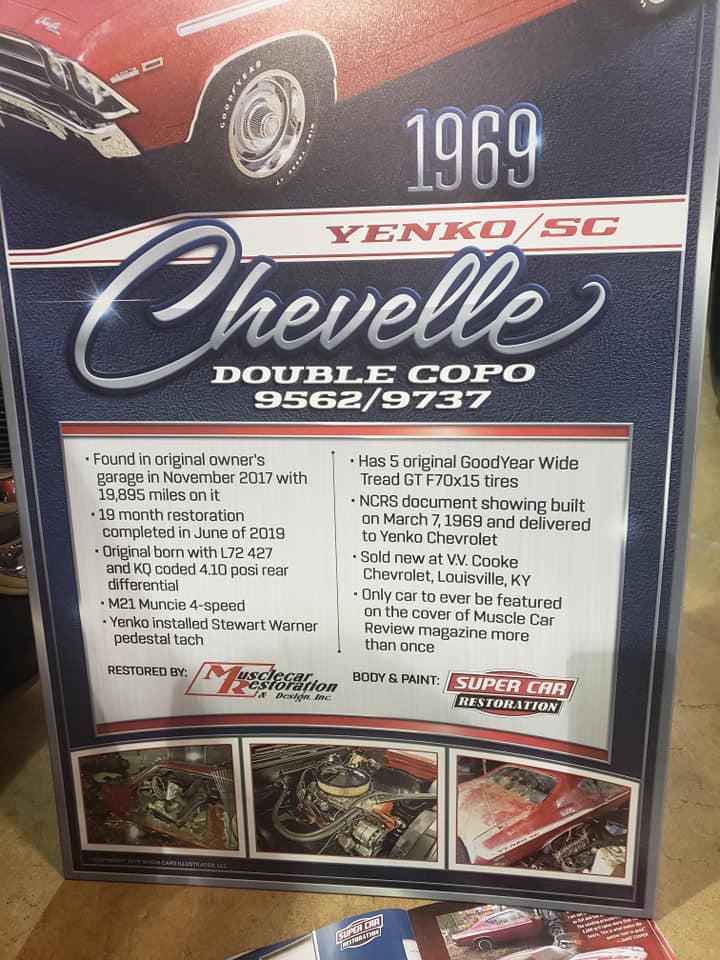 GOODYEAR
1969
YENKO/SC
Chevelle
DOUBLE COPO
9562/9737
· Found in original owner's
garage in November 2017 with
19,895 miles on it
· 19 month restoration
completed in June of 2019
· Original born with L72 427
and KQ coded 4.10 posi rear
differential
· M21 Muncie 4-speed
· Yenko installed Stewart Warner
pedestal tach
· Has 5 original GoodYear Wide
Tread GT F70x15 tires
· NCRS document showing built
on March 7, 1969 and delivered
to Yenko Chevrolet
· Sold new at V.V. Cooke
Chevrolet, Louisville, KY
· Only car to ever be featured
on the cover of Muscle Car
Review magazine more
than once
RESTORED BY:
Musclecar
Restoration
& Design, Inc.
BODY & PAINT:
SUPER CAR
RESTORATION
YENKO/SC
SUPER CAR
RESTORATION